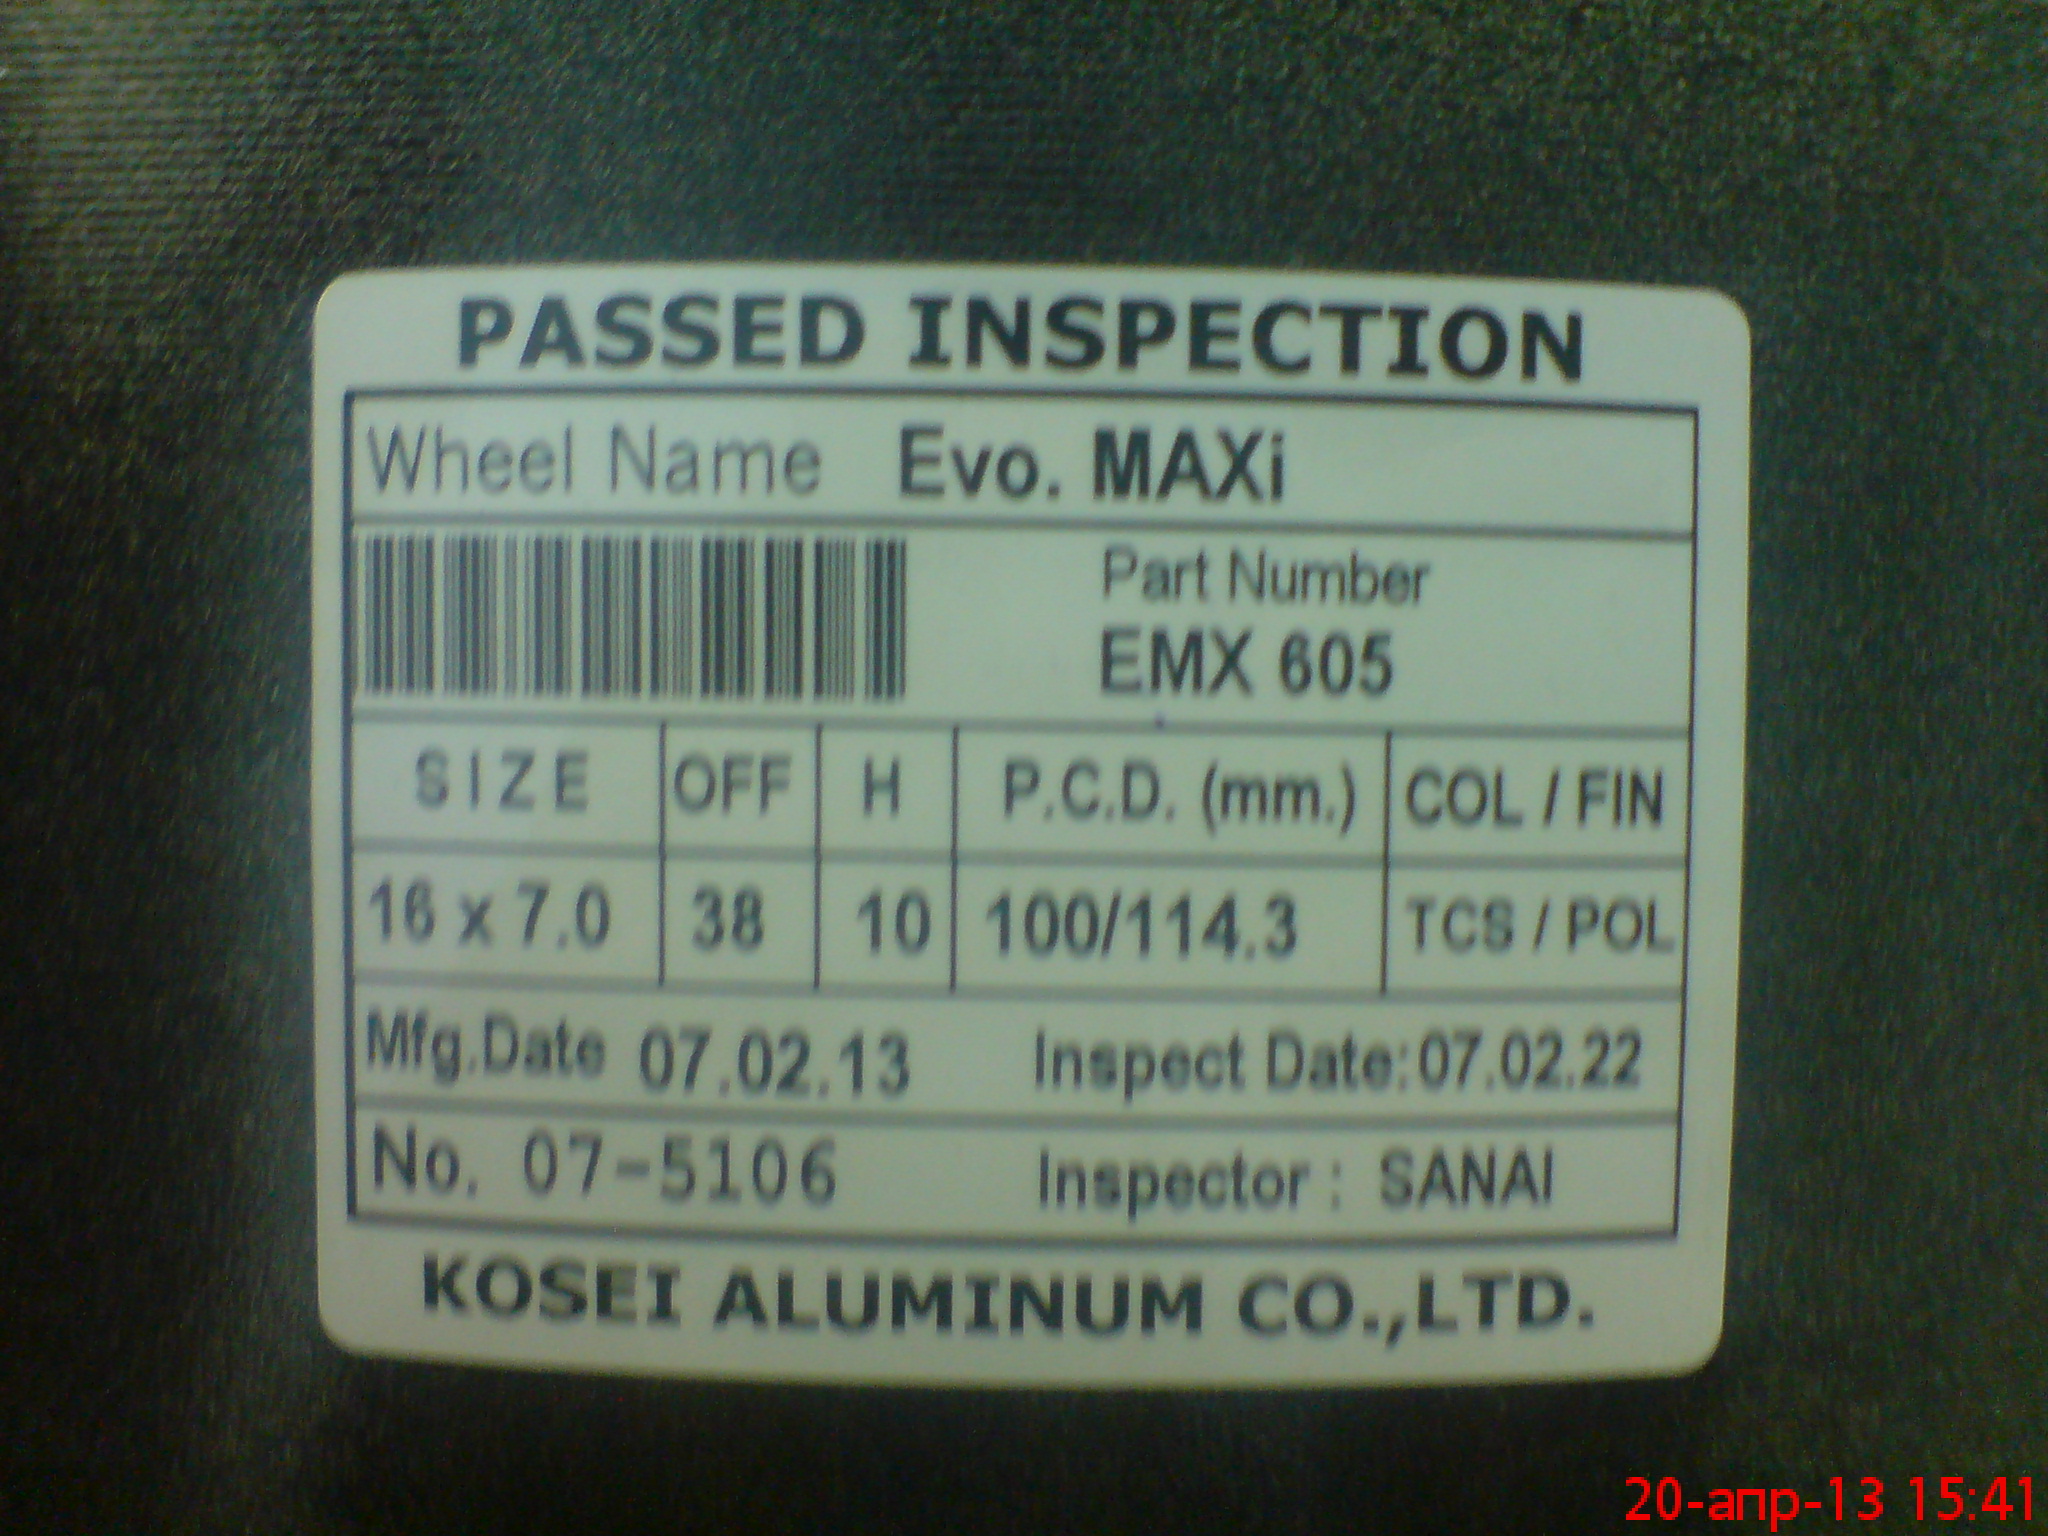 PASSED INSPECTION
Wheel Name Evo. MAXi
Part Number
EMX 605
SIZE OFF H P.C.D. (mm.) COL / FIN
16 x 7.0 38 10 100/114.3 TCS / POL
Mfg.Date 07.02.13 Inspect Date:07.02.22
No. 07-5106 Inspector : SANAI
KOSEI ALUMINUM CO.,LTD.
20-апр-13 15:41